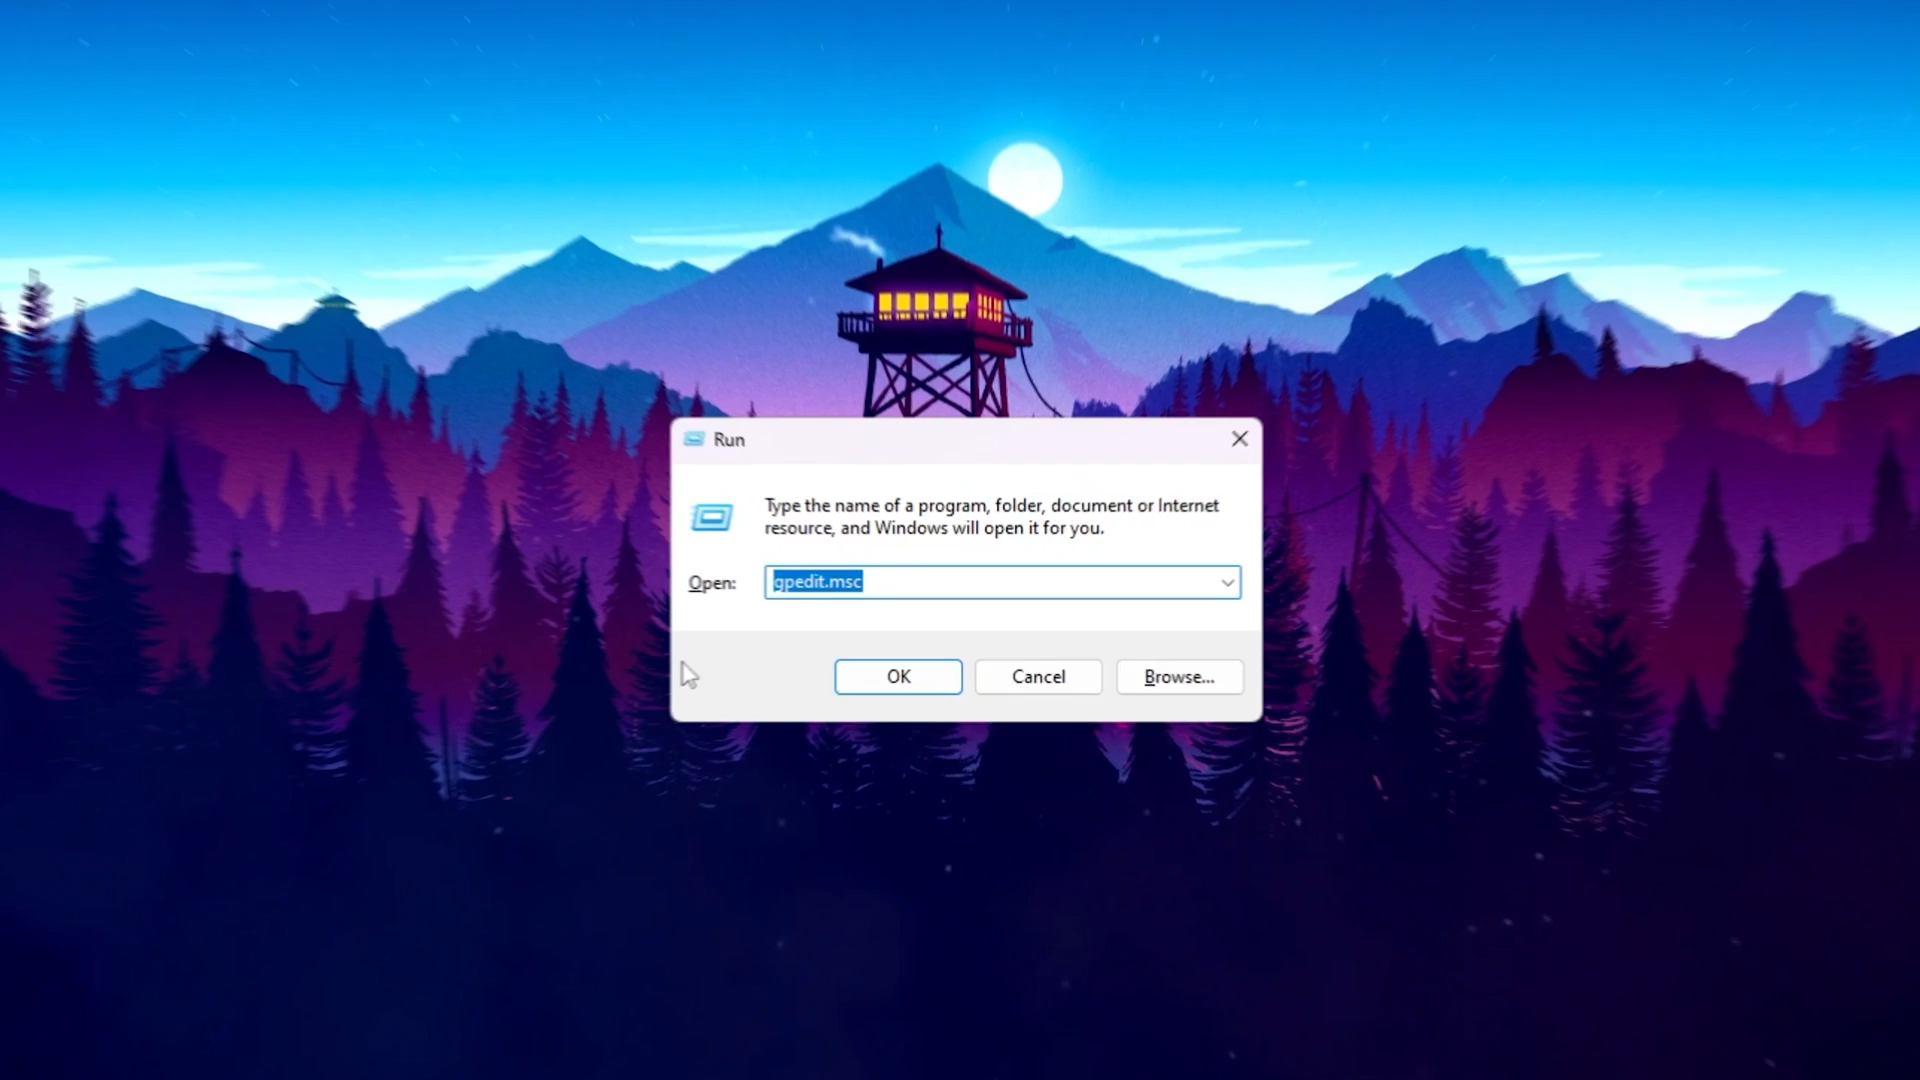 Run
Type the name of a program, folder, document or Internet
resource, and Windows will open it for you.
Open:
gpedit.msc
OK
Cancel
Browse...